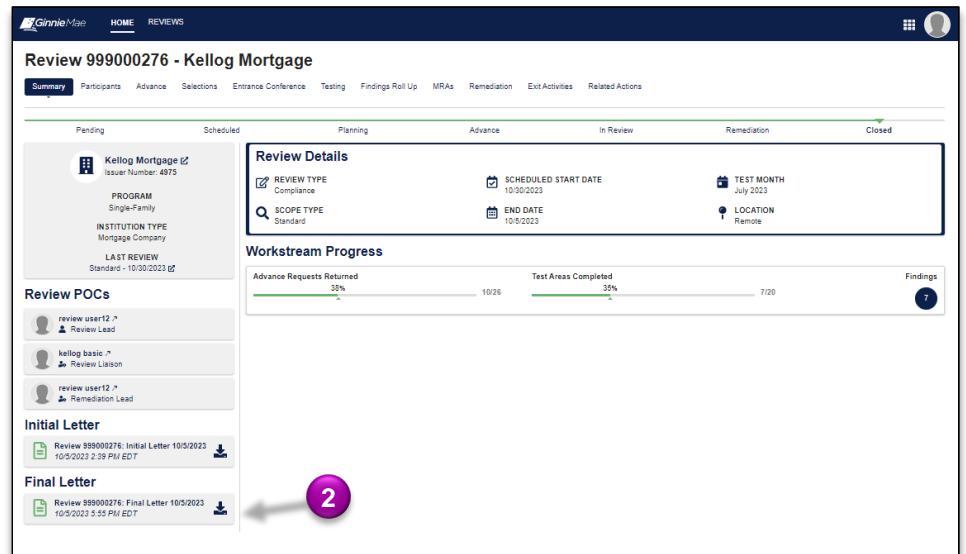 GinnieMae HOME REVIEWS
Review 999000276 - Kellog Mortgage
Summary Participants Advance Selections Entrance Conference Testing Findings Roll Up MRAs Remediation Exit Activities Related Actions
Pending Scheduled Planning Advance In Review Remediation Closed
Kellog Mortgage
Issuer Number: 4975
PROGRAM
Single-Family
INSTITUTION TYPE
Mortgage Company
LAST REVIEW
Standard - 10/30/2023
Review POCs
review user12
Review Lead
kellog basic
Review Liaison
review user12
Remediation Lead
Initial Letter
Review 999000276: Initial Letter 10/5/2023
10/5/2023 2:39 PM EDT
Final Letter
Review 999000276: Final Letter 10/5/2023
10/5/2023 5:55 PM EDT
2
Review Details
REVIEW TYPE
Compliance
SCHEDULED START DATE
10/30/2023
TEST MONTH
July 2023
SCOPE TYPE
Standard
END DATE
10/5/2023
LOCATION
Remote
Workstream Progress
Advance Requests Returned
38%
10/26
Test Areas Completed
35%
7/20
Findings
7